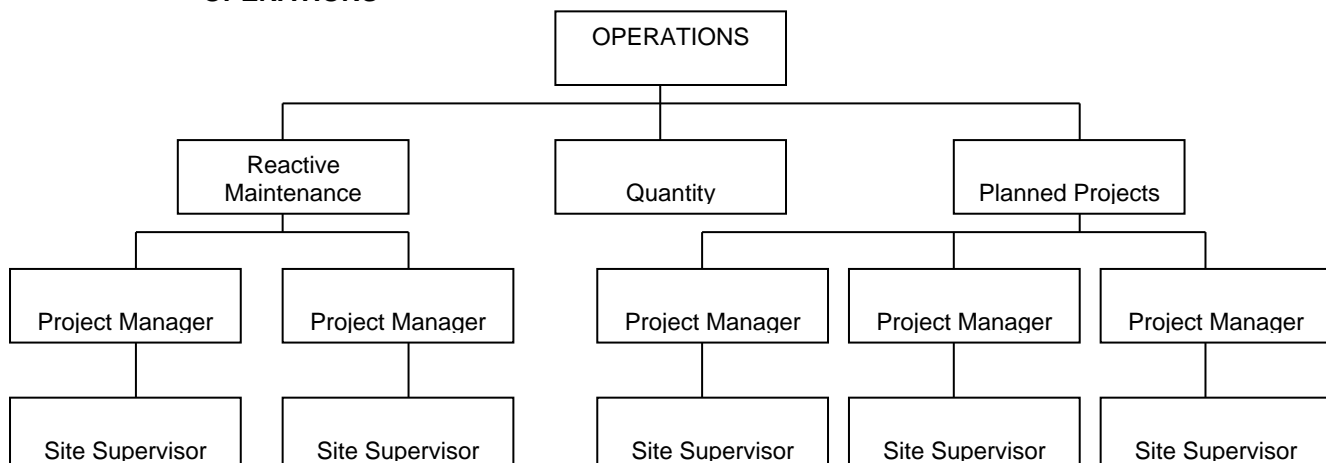 OPERATIONS
OPERATIONS
Reactive
Maintenance
Quantity
Planned Projects
Project Manager
Project Manager
Project Manager
Project Manager
Project Manager
Site Supervisor
Site Supervisor
Site Supervisor
Site Supervisor
Site Supervisor